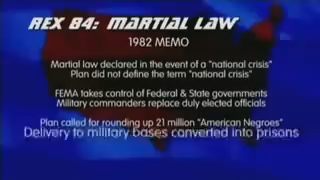 REX 84: MARTIAL LAW
1982 MEMO
Martial law declared in the event of a "national crisis"
Plan did not define the term "national crisis"
FEMA takes control of Federal & State governments
Military commanders replace duly elected officials
Plan called for rounding up 21 million "American Negroes"
Delivery to military bases converted into prisons